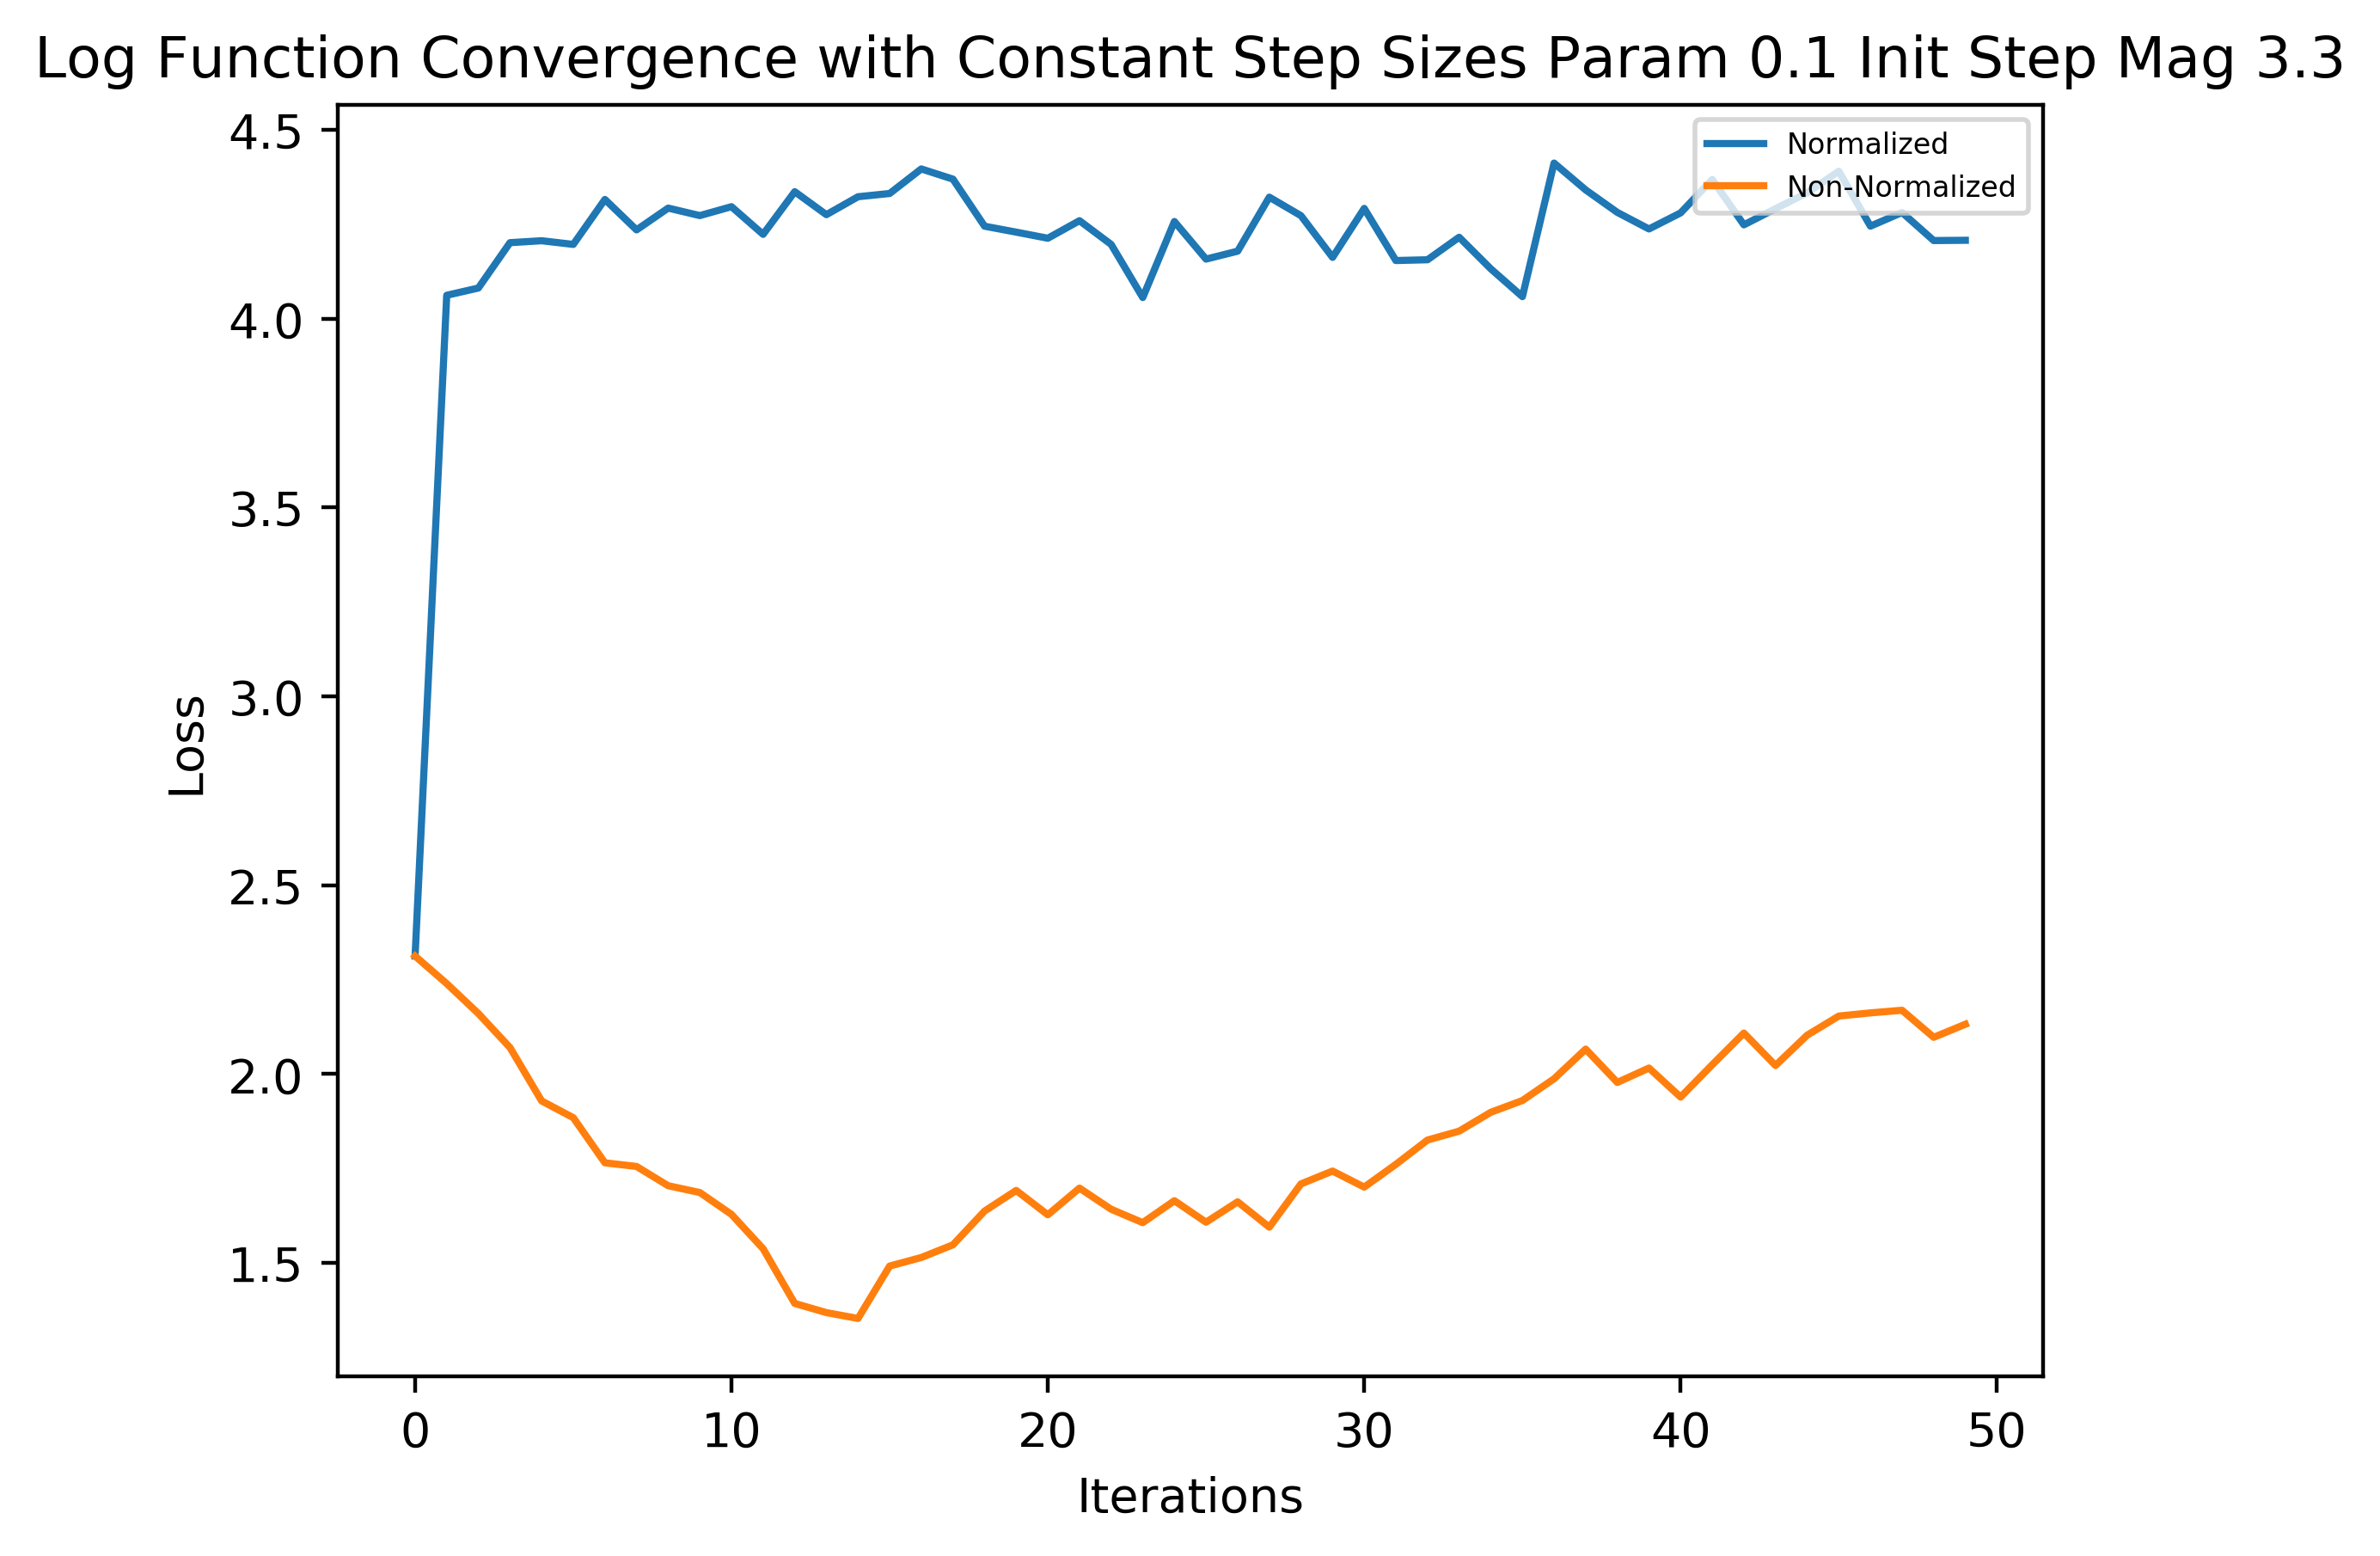 Log Function Convergence with Constant Step Sizes Param 0.1 Init Step Mag 3.3
Normalized
Non-Normalized
4.5
4.0
3.5
3.0
2.5
2.0
1.5
Loss
0 10 20 30 40 50
Iterations